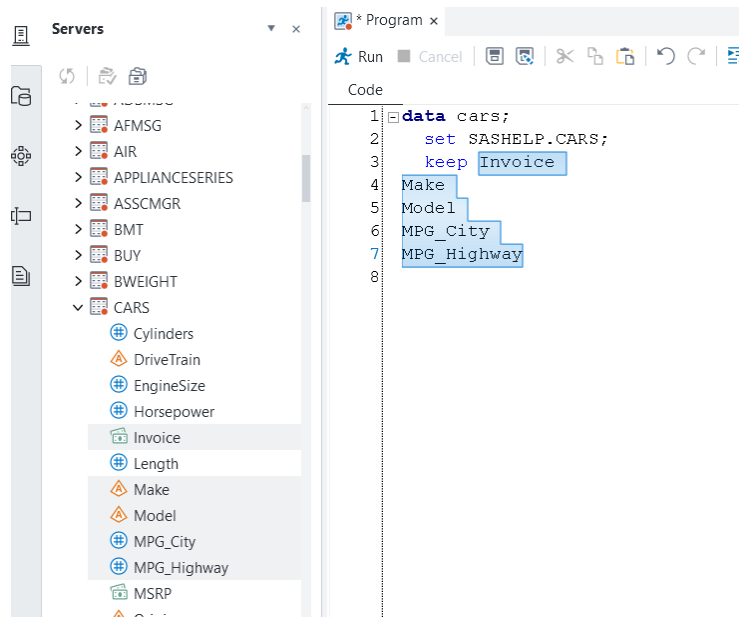 Servers
ADSMSG
AFMSG
AIR
APPLIANCESERIES
ASSCMGR
BMT
BUY
BWEIGHT
CARS
Cylinders
DriveTrain
EngineSize
Horsepower
Invoice
Length
Make
Model
MPG_City
MPG_Highway
MSRP
* Program ×
Run Cancel
Code
1 data cars;
2 set SASHELP.CARS;
3 keep Invoice
4 Make
5 Model
6 MPG_City
7 MPG_Highway
8